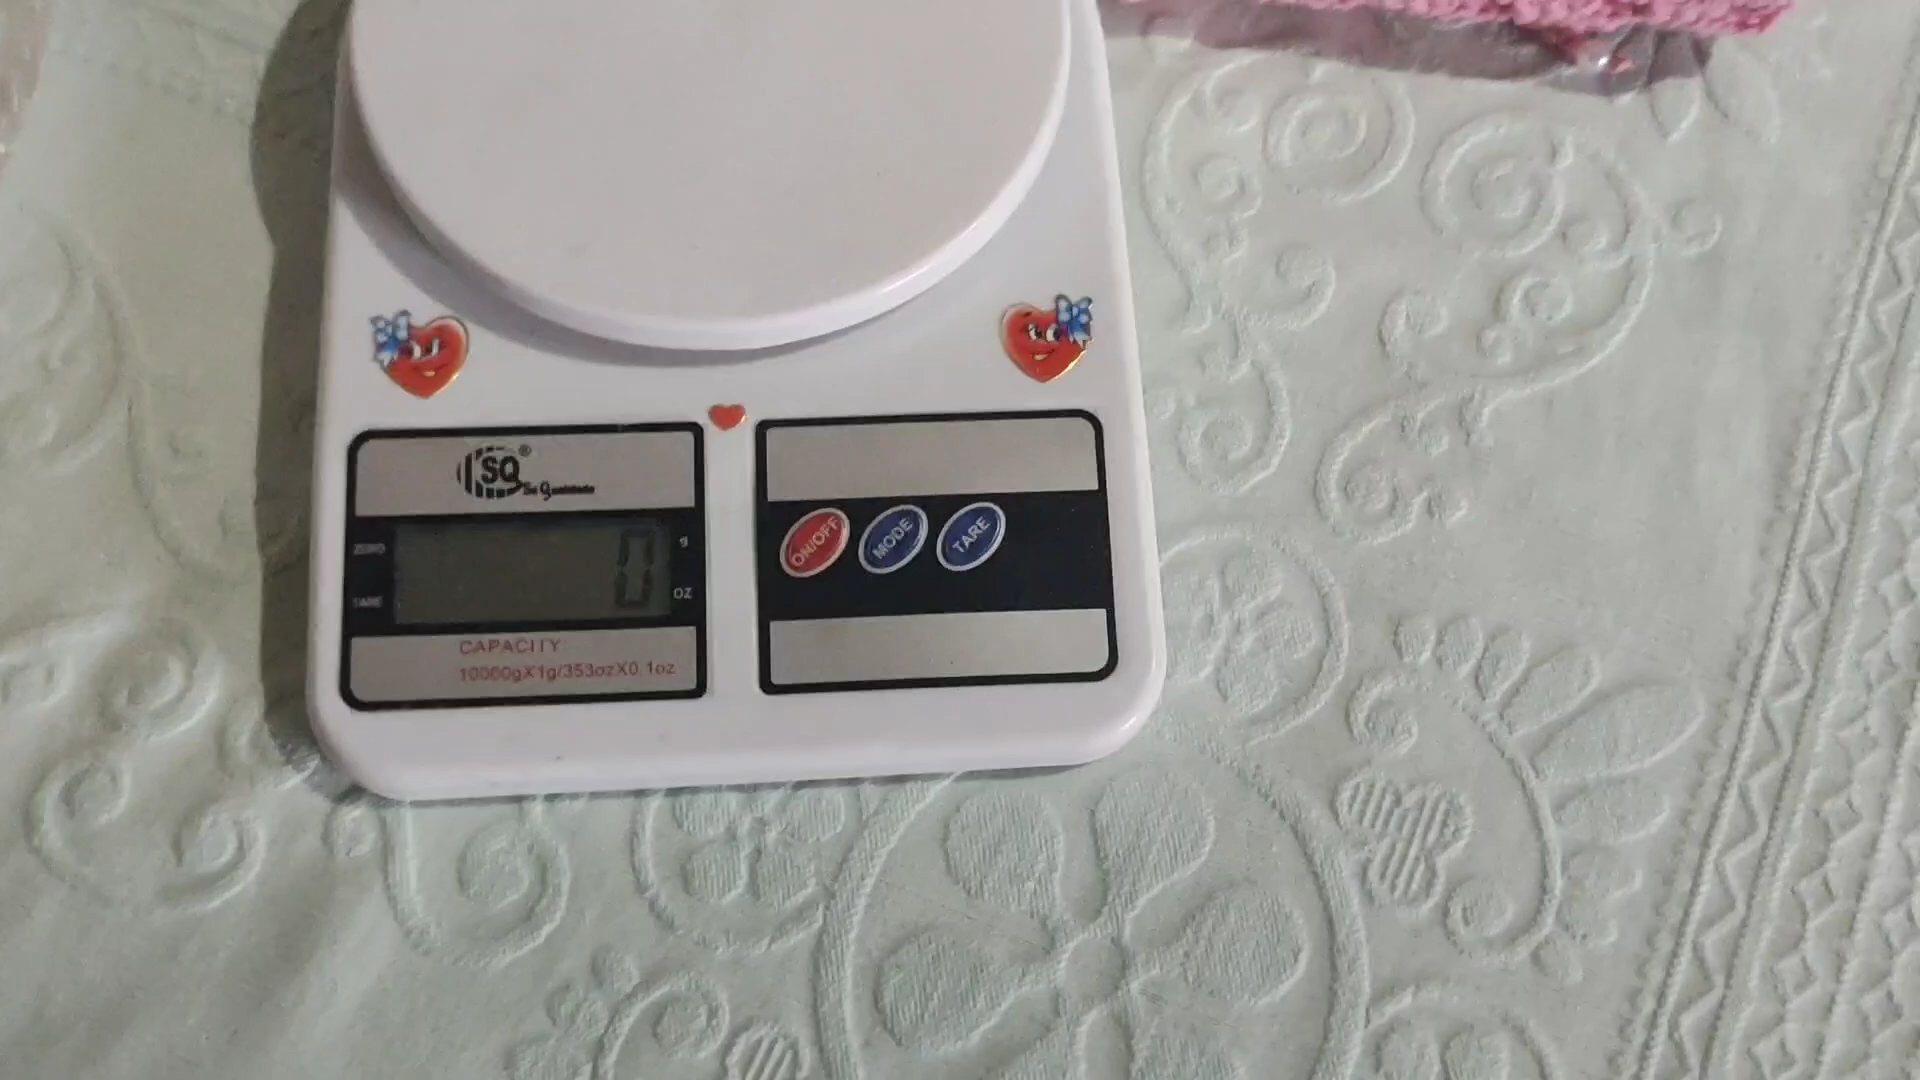 SQ®
ZERO
g
0
TARE
OZ
CAPACITY
10000gX1g/353ozX0.1oz
ON/OFF
MODE
TARE